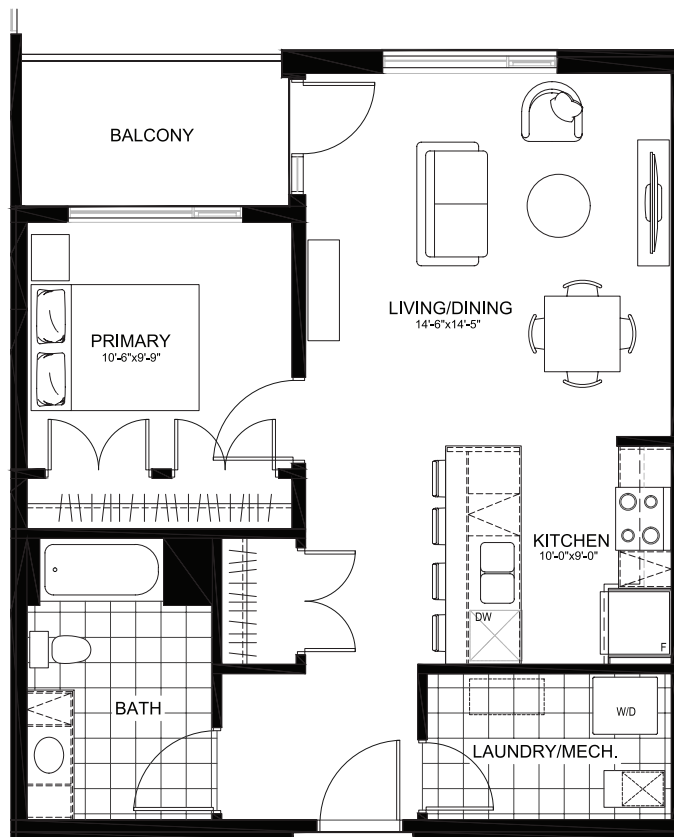 BALCONY
LIVING/DINING
14'-6"x14'-5"
PRIMARY
10'-6"x9'-9"
KITCHEN
10'-0"x9'-0"
DW
F
BATH
W/D
LAUNDRY/MECH.